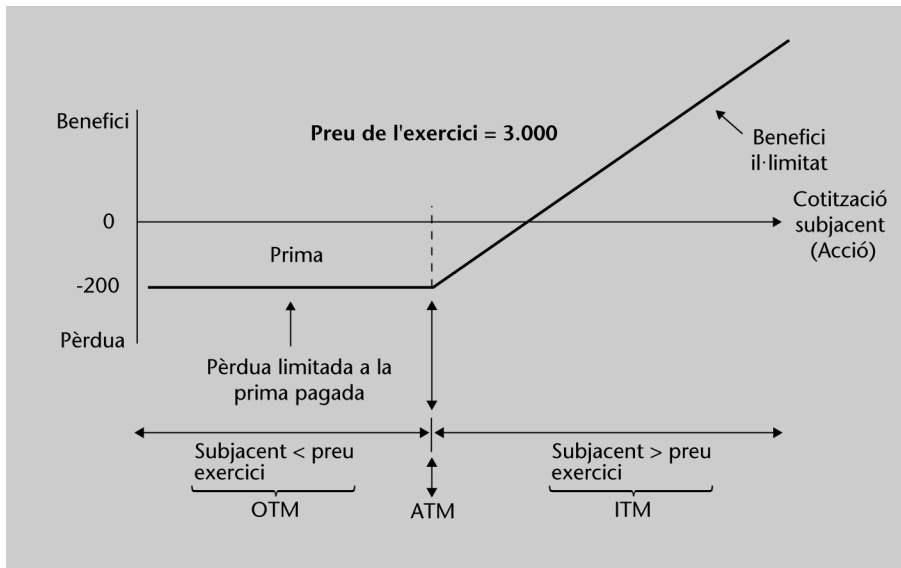 Benefici
Preu de l'exercici = 3.000
Benefici
il·limitat
Cotització
subjacent
(Acció)
0
Prima
-200
Pèrdua
Pèrdua limitada a la
prima pagada
Subjacent < preu
exercici
Subjacent > preu
exercici
OTM
ATM
ITM